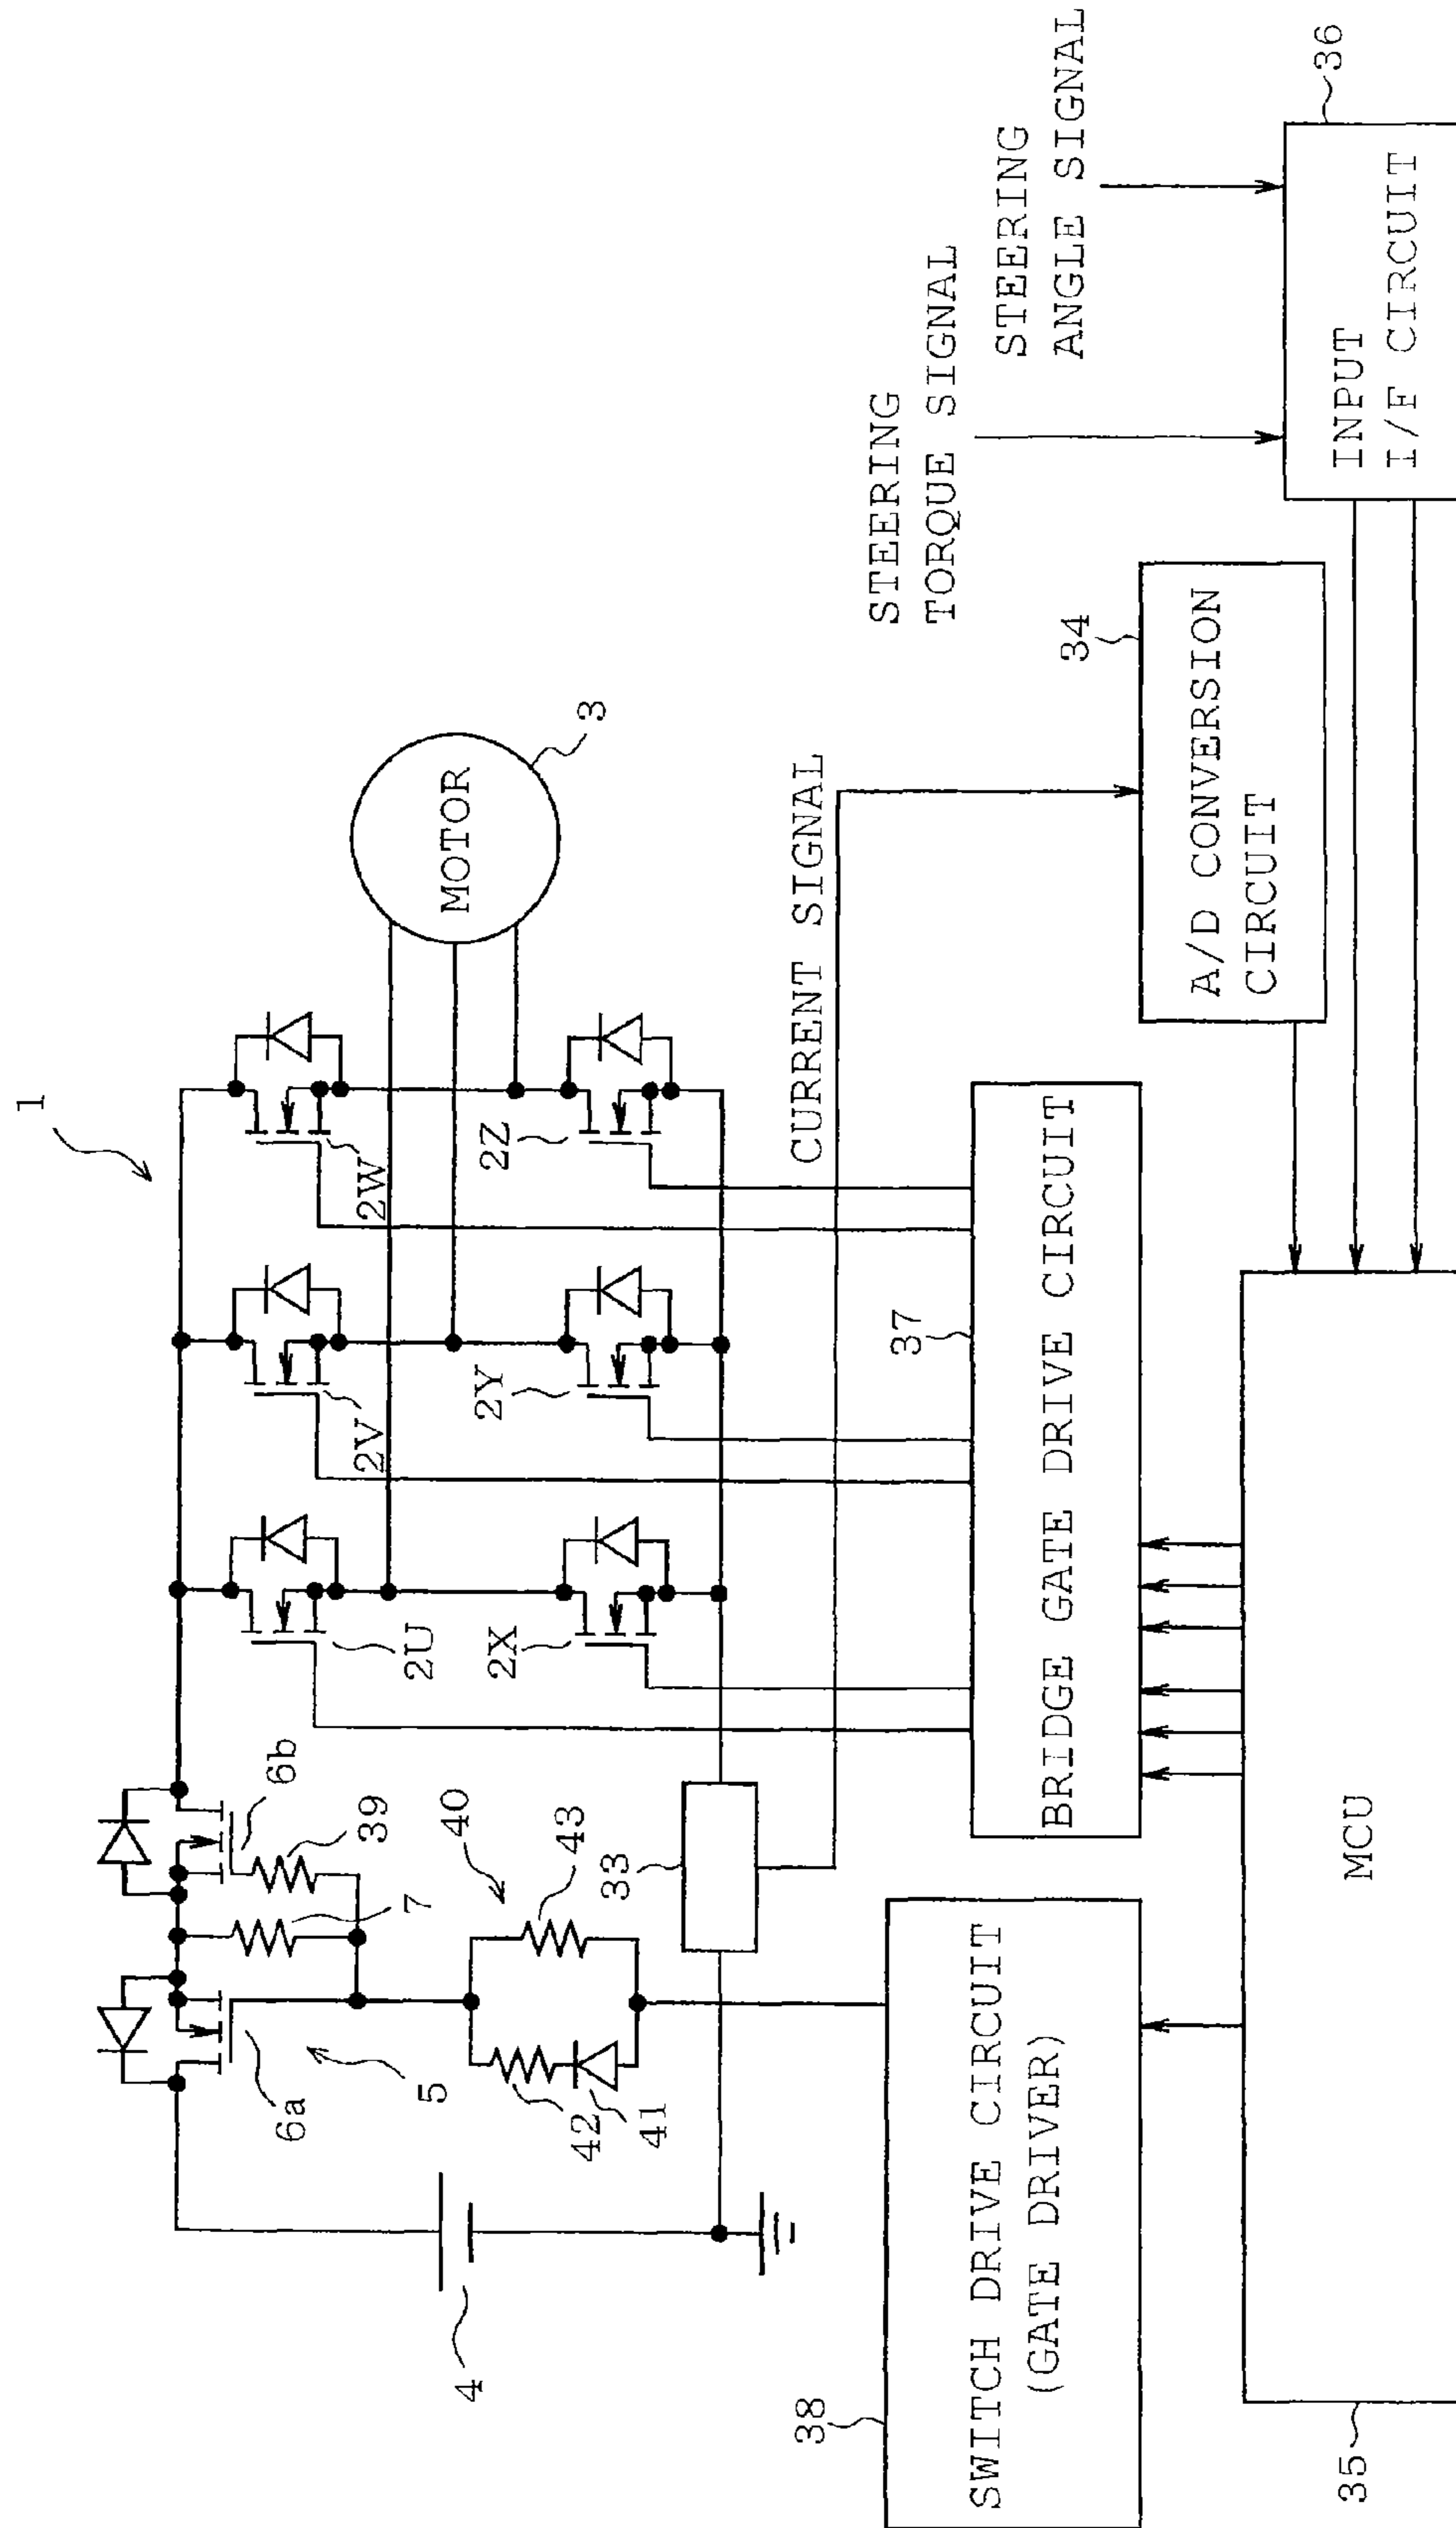 1
6a
6b
5
7
39
4
40
42
41
43
33
2U
2V
2W
2X
2Y
2Z
MOTOR
3
CURRENT SIGNAL
STEERING
TORQUE SIGNAL
STEERING
ANGLE SIGNAL
38
SWITCH DRIVE CIRCUIT
(GATE DRIVER)
37
BRIDGE GATE DRIVE CIRCUIT
34
A/D CONVERSION
CIRCUIT
36
INPUT
I/F CIRCUIT
35
MCU